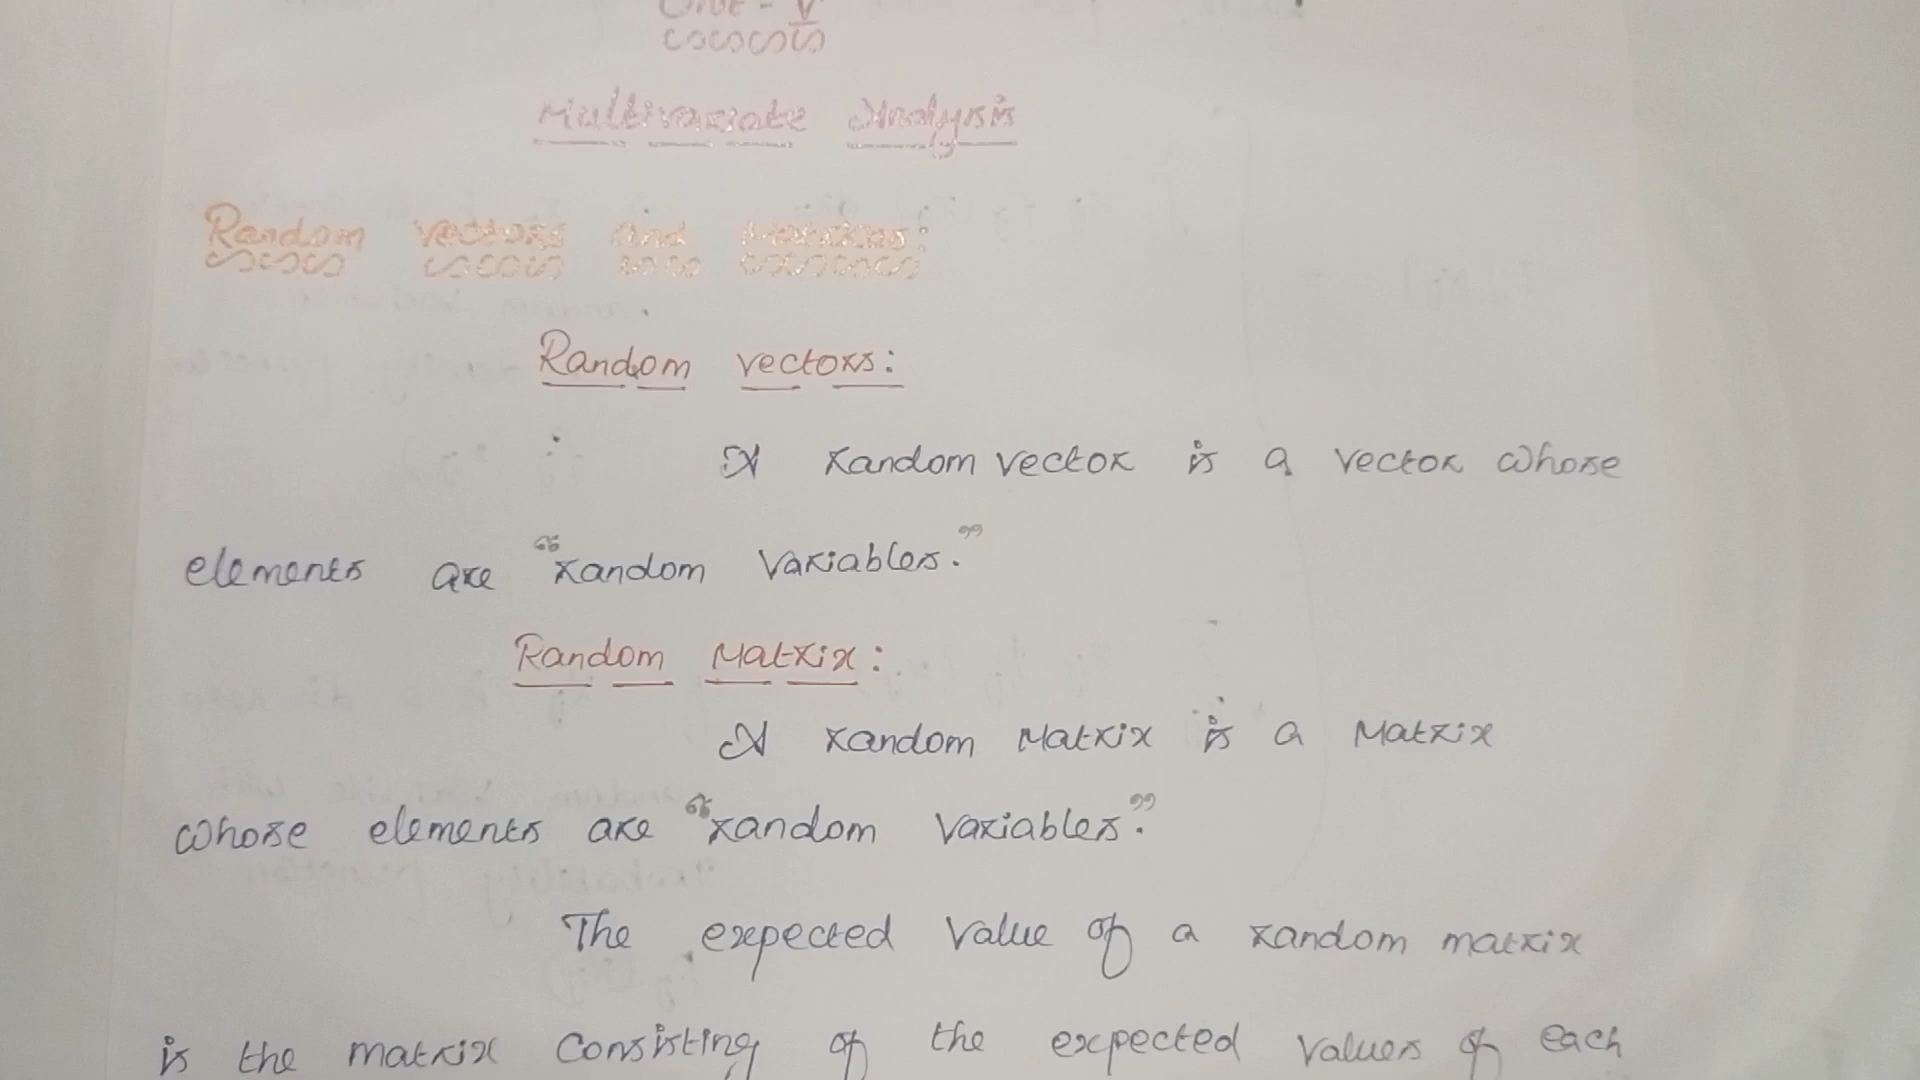 Unit - V
Multivariate Analysis
Random vectors and Matrices:
Random vectors:
A random vector is a vector whose
elements are "random variables."
Random Matrix:
A random Matrix is a Matrix
whose elements are "random variables."
The expected value of a random matrix
is the matrix consisting of the expected values of each